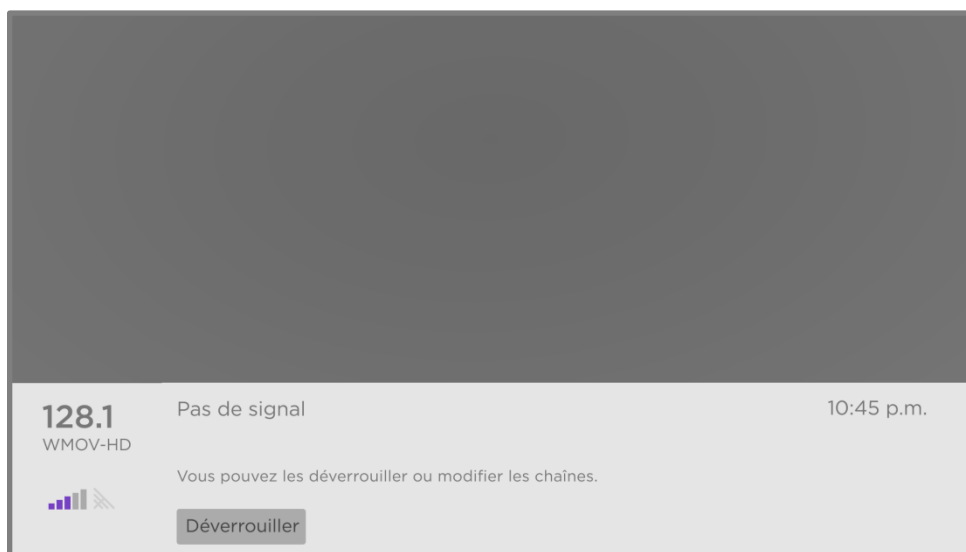 128.1
WMOV-HD
Pas de signal
10:45 p.m.
Vous pouvez les déverrouiller ou modifier les chaînes.
Déverrouiller